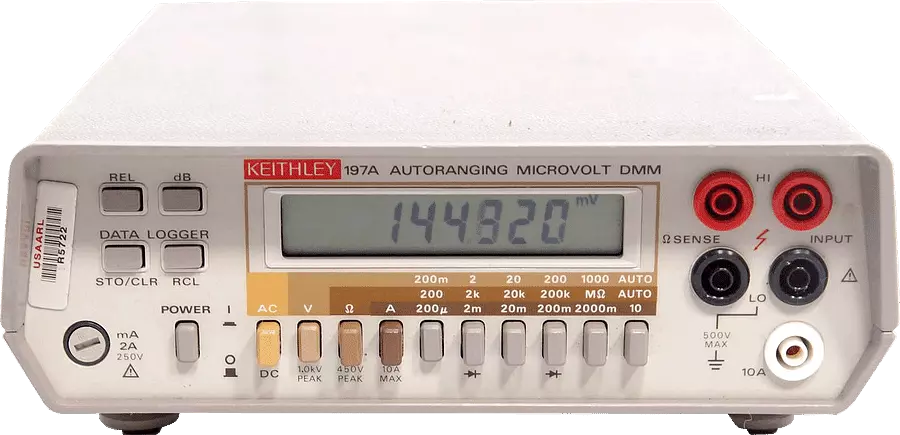 KEITHLEY 197A AUTORANGING MICROVOLT DMM
REL dB
DATA LOGGER
STO/CLR RCL
USAARL
R5722
144820 mV
HI
Ω SENSE INPUT
LO
200m 2 20 200 1000 AUTO
200 2k 20k 200k MΩ AUTO
200µ 2m 20m 200m 2000m 10
AC V Ω A
POWER I
O
mA
2A
250V
DC
1.0kV PEAK
450V PEAK
10A MAX
500V
MAX
10A